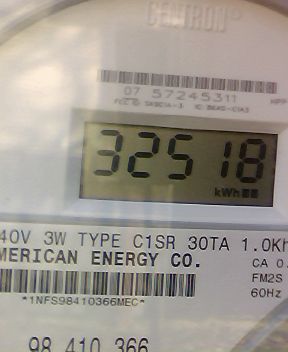 CENTRON®
07 57245311
32518
kWh
40V 3W TYPE C1SR 30TA 1.0Kh
MERICAN ENERGY CO.
CA 0.
FM2S
*1NFS98410366MEC*
60Hz
98 410 366